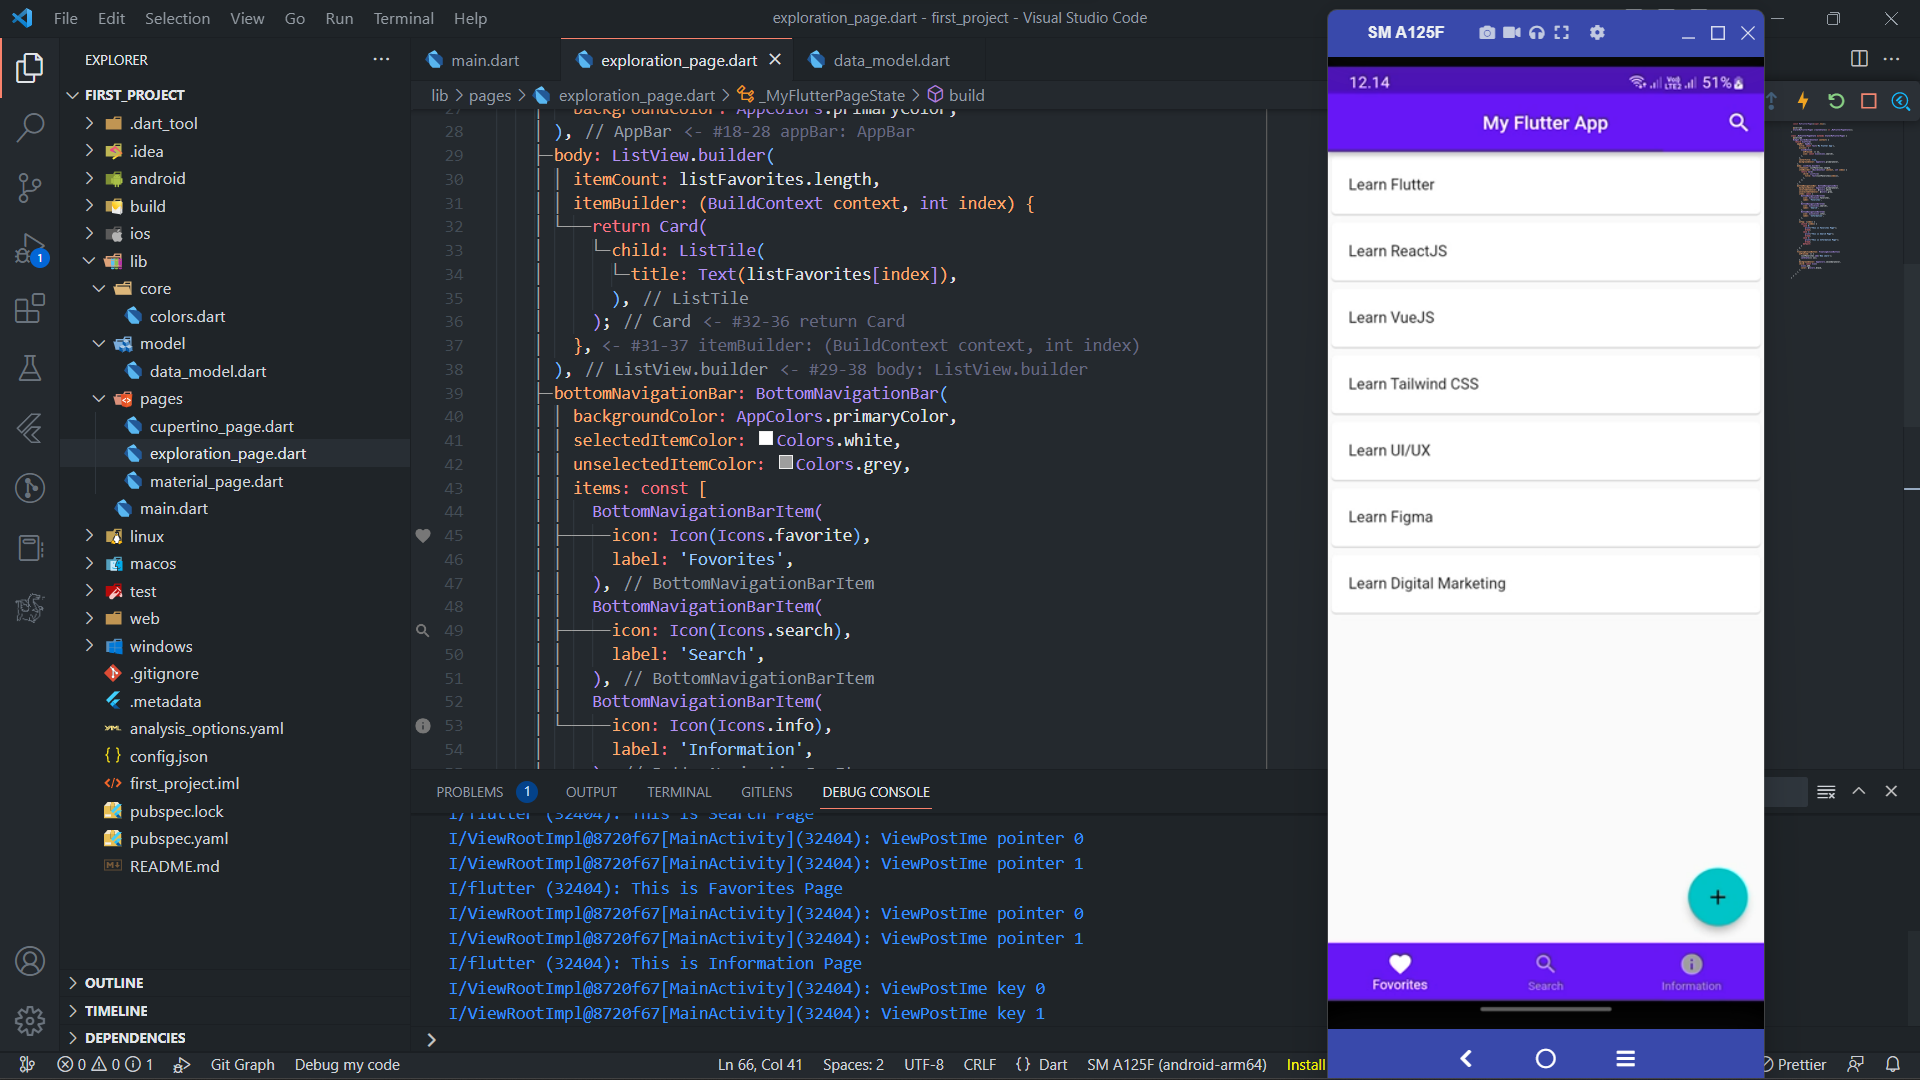 File Edit Selection View Go Run Terminal Help
exploration_page.dart - first_project - Visual Studio Code
EXPLORER
FIRST_PROJECT
.dart_tool
.idea
android
build
ios
lib
core
colors.dart
model
data_model.dart
pages
cupertino_page.dart
exploration_page.dart
material_page.dart
main.dart
linux
macos
test
web
windows
.gitignore
.metadata
analysis_options.yaml
config.json
first_project.iml
pubspec.lock
pubspec.yaml
README.md
OUTLINE
TIMELINE
DEPENDENCIES
1
main.dart
exploration_page.dart
data_model.dart
lib > pages > exploration_page.dart > _MyFlutterPageState > build
27 backgroundColor: AppColors.primaryColor,
28 ), // AppBar <- #18-28 appBar: AppBar
29 body: ListView.builder(
30 itemCount: listFavorites.length,
31 itemBuilder: (BuildContext context, int index) {
32 return Card(
33 child: ListTile(
34 title: Text(listFavorites[index]),
35 ), // ListTile
36 ); // Card <- #32-36 return Card
37 }, <- #31-37 itemBuilder: (BuildContext context, int index)
38 ), // ListView.builder <- #29-38 body: ListView.builder
39 bottomNavigationBar: BottomNavigationBar(
40 backgroundColor: AppColors.primaryColor,
41 selectedItemColor: Colors.white,
42 unselectedItemColor: Colors.grey,
43 items: const [
44 BottomNavigationBarItem(
45 icon: Icon(Icons.favorite),
46 label: 'Fovorites',
47 ), // BottomNavigationBarItem
48 BottomNavigationBarItem(
49 icon: Icon(Icons.search),
50 label: 'Search',
51 ), // BottomNavigationBarItem
52 BottomNavigationBarItem(
53 icon: Icon(Icons.info),
54 label: 'Information',
PROBLEMS 1 OUTPUT TERMINAL GITLENS DEBUG CONSOLE
I/flutter (32404): This is Search Page
I/ViewRootImpl@8720f67[MainActivity](32404): ViewPostIme pointer 0
I/ViewRootImpl@8720f67[MainActivity](32404): ViewPostIme pointer 1
I/flutter (32404): This is Favorites Page
I/ViewRootImpl@8720f67[MainActivity](32404): ViewPostIme pointer 0
I/ViewRootImpl@8720f67[MainActivity](32404): ViewPostIme pointer 1
I/flutter (32404): This is Information Page
I/ViewRootImpl@8720f67[MainActivity](32404): ViewPostIme key 0
I/ViewRootImpl@8720f67[MainActivity](32404): ViewPostIme key 1
SM A125F
12.14
51%
My Flutter App
Learn Flutter
Learn ReactJS
Learn VueJS
Learn Tailwind CSS
Learn UI/UX
Learn Figma
Learn Digital Marketing
+
Fovorites
Search
Information
0 0 1 Git Graph Debug my code
Ln 66, Col 41 Spaces: 2 UTF-8 CRLF {} Dart SM A125F (android-arm64) Install
Prettier